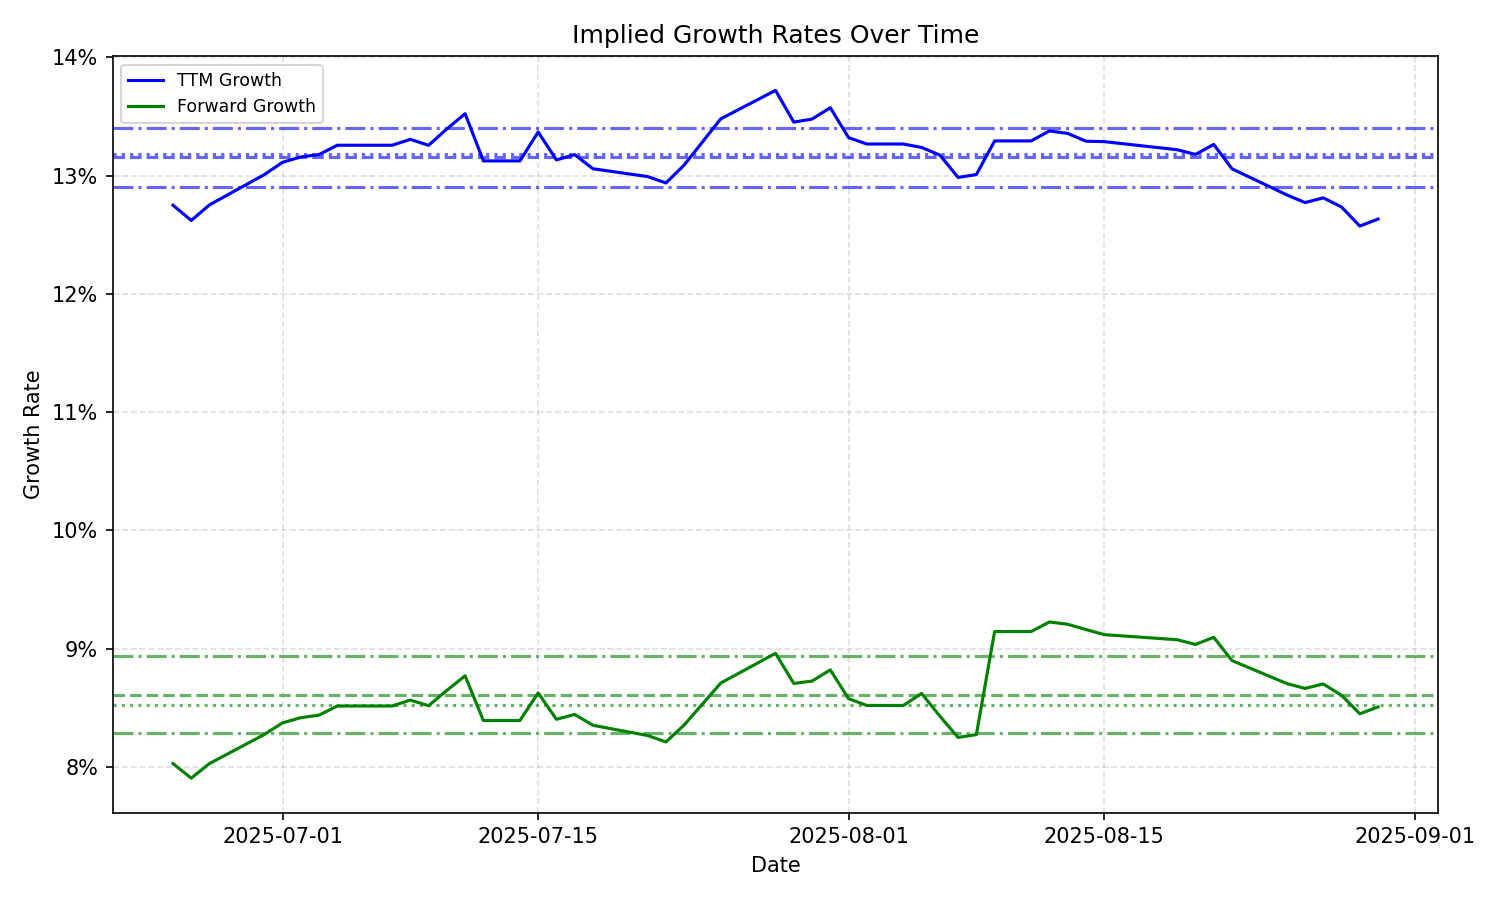 Implied Growth Rates Over Time
TTM Growth
Forward Growth
14%
13%
12%
11%
10%
9%
8%
Growth Rate
2025-07-01
2025-07-15
2025-08-01
2025-08-15
2025-09-01
Date